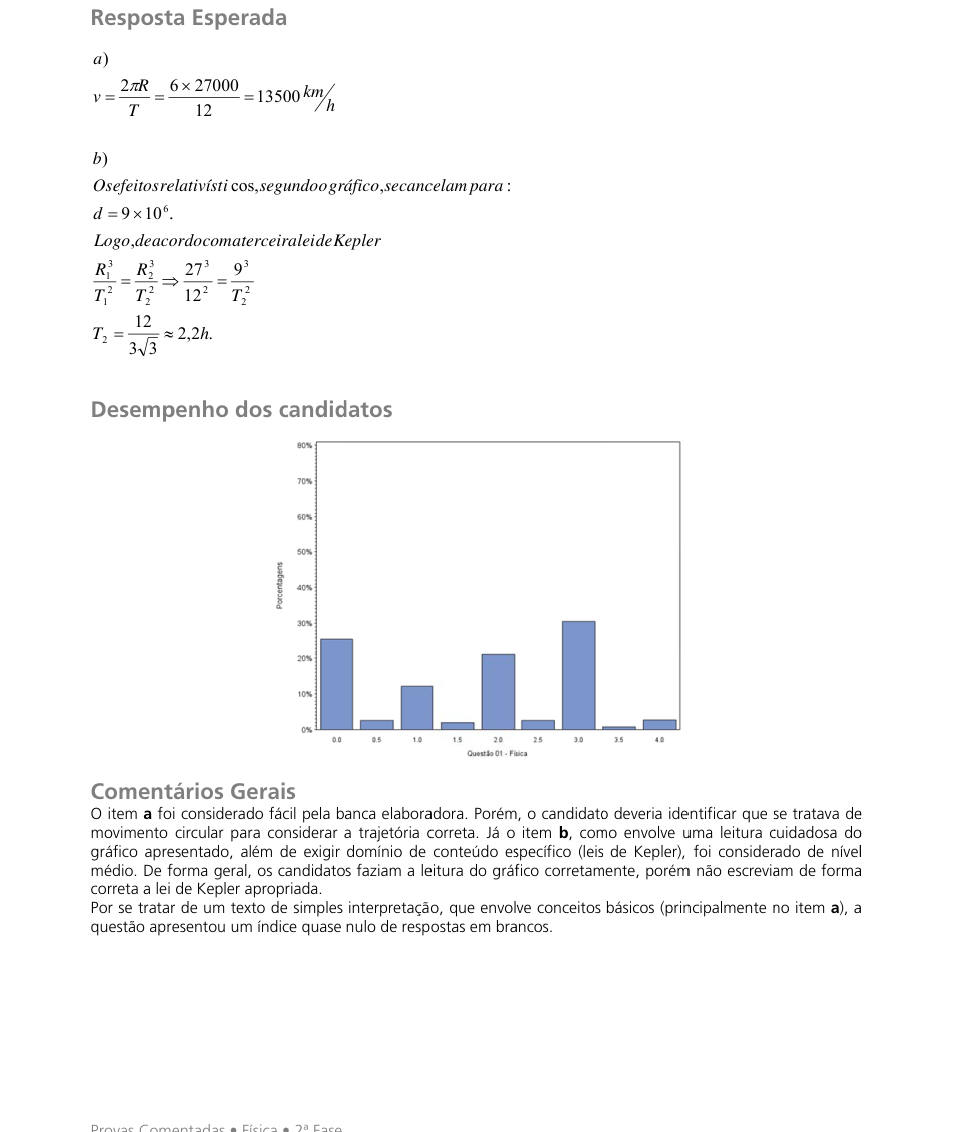 Resposta Esperada
a)
v = 2πR / T = 6 × 27000 / 12 = 13500 km/h
b)
Osefeitosrelativísti cos,segundoográfico,secancelam para :
d = 9×10⁶.
Logo,deacordocomaterceiraleideKepler
R₁³ / T₁² = R₂³ / T₂² ⇒ 27³ / 12² = 9³ / T₂²
T₂ = 12 / 3√3 ≈ 2,2h.
Desempenho dos candidatos
80%
70%
60%
50%
40%
30%
20%
10%
0%
Porcentagens
0.0 0.5 1.0 1.5 2.0 2.5 3.0 3.5 4.0
Questão 01 - Física
Comentários Gerais
O item a foi considerado fácil pela banca elaboradora. Porém, o candidato deveria identificar que se tratava de
movimento circular para considerar a trajetória correta. Já o item b, como envolve uma leitura cuidadosa do
gráfico apresentado, além de exigir domínio de conteúdo específico (leis de Kepler), foi considerado de nível
médio. De forma geral, os candidatos faziam a leitura do gráfico corretamente, porém não escreviam de forma
correta a lei de Kepler apropriada.
Por se tratar de um texto de simples interpretação, que envolve conceitos básicos (principalmente no item a), a
questão apresentou um índice quase nulo de respostas em brancos.
Provas Comentadas • Física • 2ª Fase